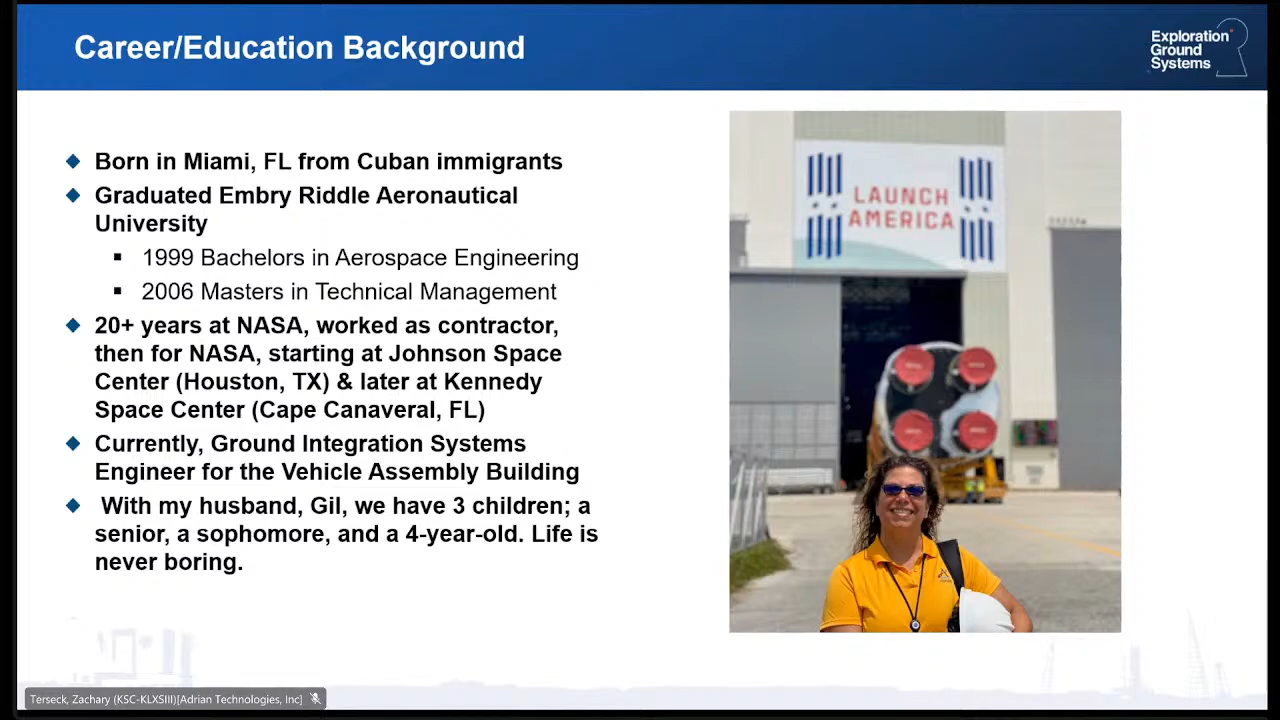 Career/Education Background
Exploration
Ground
Systems
Born in Miami, FL from Cuban immigrants
Graduated Embry Riddle Aeronautical
University
1999 Bachelors in Aerospace Engineering
2006 Masters in Technical Management
20+ years at NASA, worked as contractor,
then for NASA, starting at Johnson Space
Center (Houston, TX) & later at Kennedy
Space Center (Cape Canaveral, FL)
Currently, Ground Integration Systems
Engineer for the Vehicle Assembly Building
With my husband, Gil, we have 3 children; a
senior, a sophomore, and a 4-year-old. Life is
never boring.
LAUNCH
AMERICA
Terseck, Zachary (KSC-KLXSIII)[Adrian Technologies, Inc]